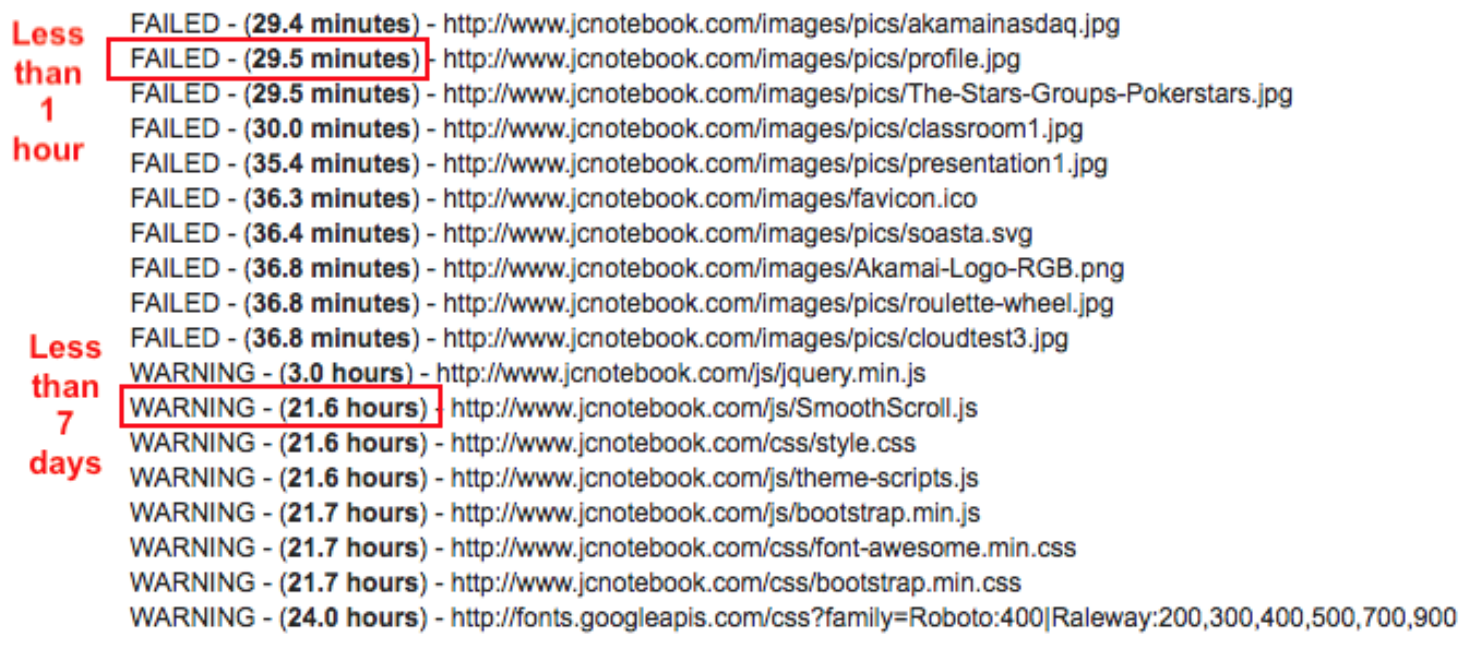 Less than 1 hour
FAILED - (29.4 minutes) - http://www.jcnotebook.com/images/pics/akamainasdaq.jpg
FAILED - (29.5 minutes) - http://www.jcnotebook.com/images/pics/profile.jpg
FAILED - (29.5 minutes) - http://www.jcnotebook.com/images/pics/The-Stars-Groups-Pokerstars.jpg
FAILED - (30.0 minutes) - http://www.jcnotebook.com/images/pics/classroom1.jpg
FAILED - (35.4 minutes) - http://www.jcnotebook.com/images/pics/presentation1.jpg
FAILED - (36.3 minutes) - http://www.jcnotebook.com/images/favicon.ico
FAILED - (36.4 minutes) - http://www.jcnotebook.com/images/pics/soasta.svg
FAILED - (36.8 minutes) - http://www.jcnotebook.com/images/Akamai-Logo-RGB.png
FAILED - (36.8 minutes) - http://www.jcnotebook.com/images/pics/roulette-wheel.jpg
FAILED - (36.8 minutes) - http://www.jcnotebook.com/images/pics/cloudtest3.jpg
Less than 7 days
WARNING - (3.0 hours) - http://www.jcnotebook.com/js/jquery.min.js
WARNING - (21.6 hours) - http://www.jcnotebook.com/js/SmoothScroll.js
WARNING - (21.6 hours) - http://www.jcnotebook.com/css/style.css
WARNING - (21.6 hours) - http://www.jcnotebook.com/js/theme-scripts.js
WARNING - (21.7 hours) - http://www.jcnotebook.com/js/bootstrap.min.js
WARNING - (21.7 hours) - http://www.jcnotebook.com/css/font-awesome.min.css
WARNING - (21.7 hours) - http://www.jcnotebook.com/css/bootstrap.min.css
WARNING - (24.0 hours) - http://fonts.googleapis.com/css?family=Roboto:400|Raleway:200,300,400,500,700,900